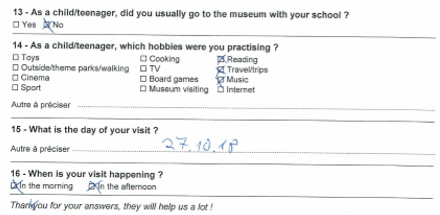 13 - As a child/teenager, did you usually go to the museum with your school ?
☐ Yes ☒ No
14 - As a child/teenager, which hobbies were you practising ?
☐ Toys ☐ Cooking ☒ Reading
☐ Outside/theme parks/walking ☐ TV ☒ Travel/trips
☐ Cinema ☐ Board games ☒ Music
☐ Sport ☐ Museum visiting ☐ Internet
Autre à préciser
15 - What is the day of your visit ?
Autre à préciser 27.10.18
16 - When is your visit happening ?
☒ In the morning ☒ In the afternoon
Thank you for your answers, they will help us a lot !